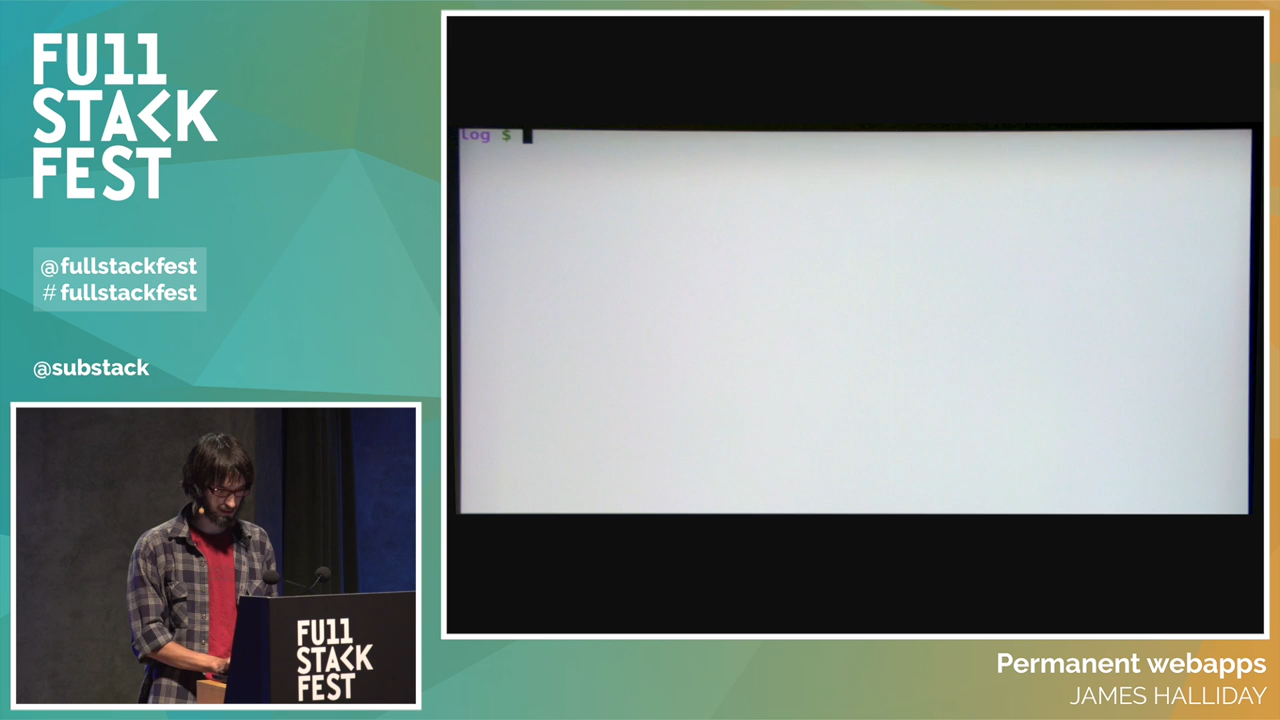 FU11
STACK
FEST
@fullstackfest
# fullstackfest
@substack
log $
FU11
STACK
FEST
Permanent webapps
JAMES HALLIDAY